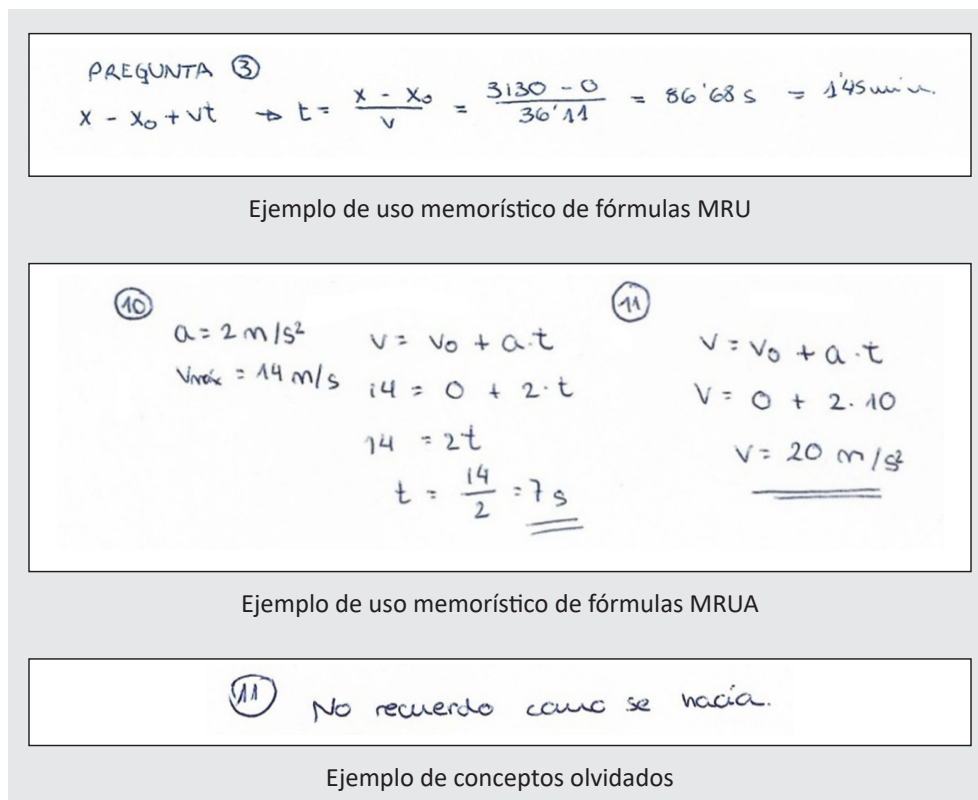 PREGUNTA ③
x - x₀ + vt → t = \frac{x - x₀}{v} = \frac{3130 - 0}{36'11} = 86'68 s = 1'45 min.
Ejemplo de uso memorístico de fórmulas MRU
⑩
a = 2 m/s²
Vmáx = 14 m/s
v = v₀ + a·t
14 = 0 + 2·t
14 = 2t
t = \frac{14}{2} = 7 s
⑪
v = v₀ + a·t
v = 0 + 2·10
v = 20 m/s²
Ejemplo de uso memorístico de fórmulas MRUA
⑪ No recuerdo como se hacía.
Ejemplo de conceptos olvidados